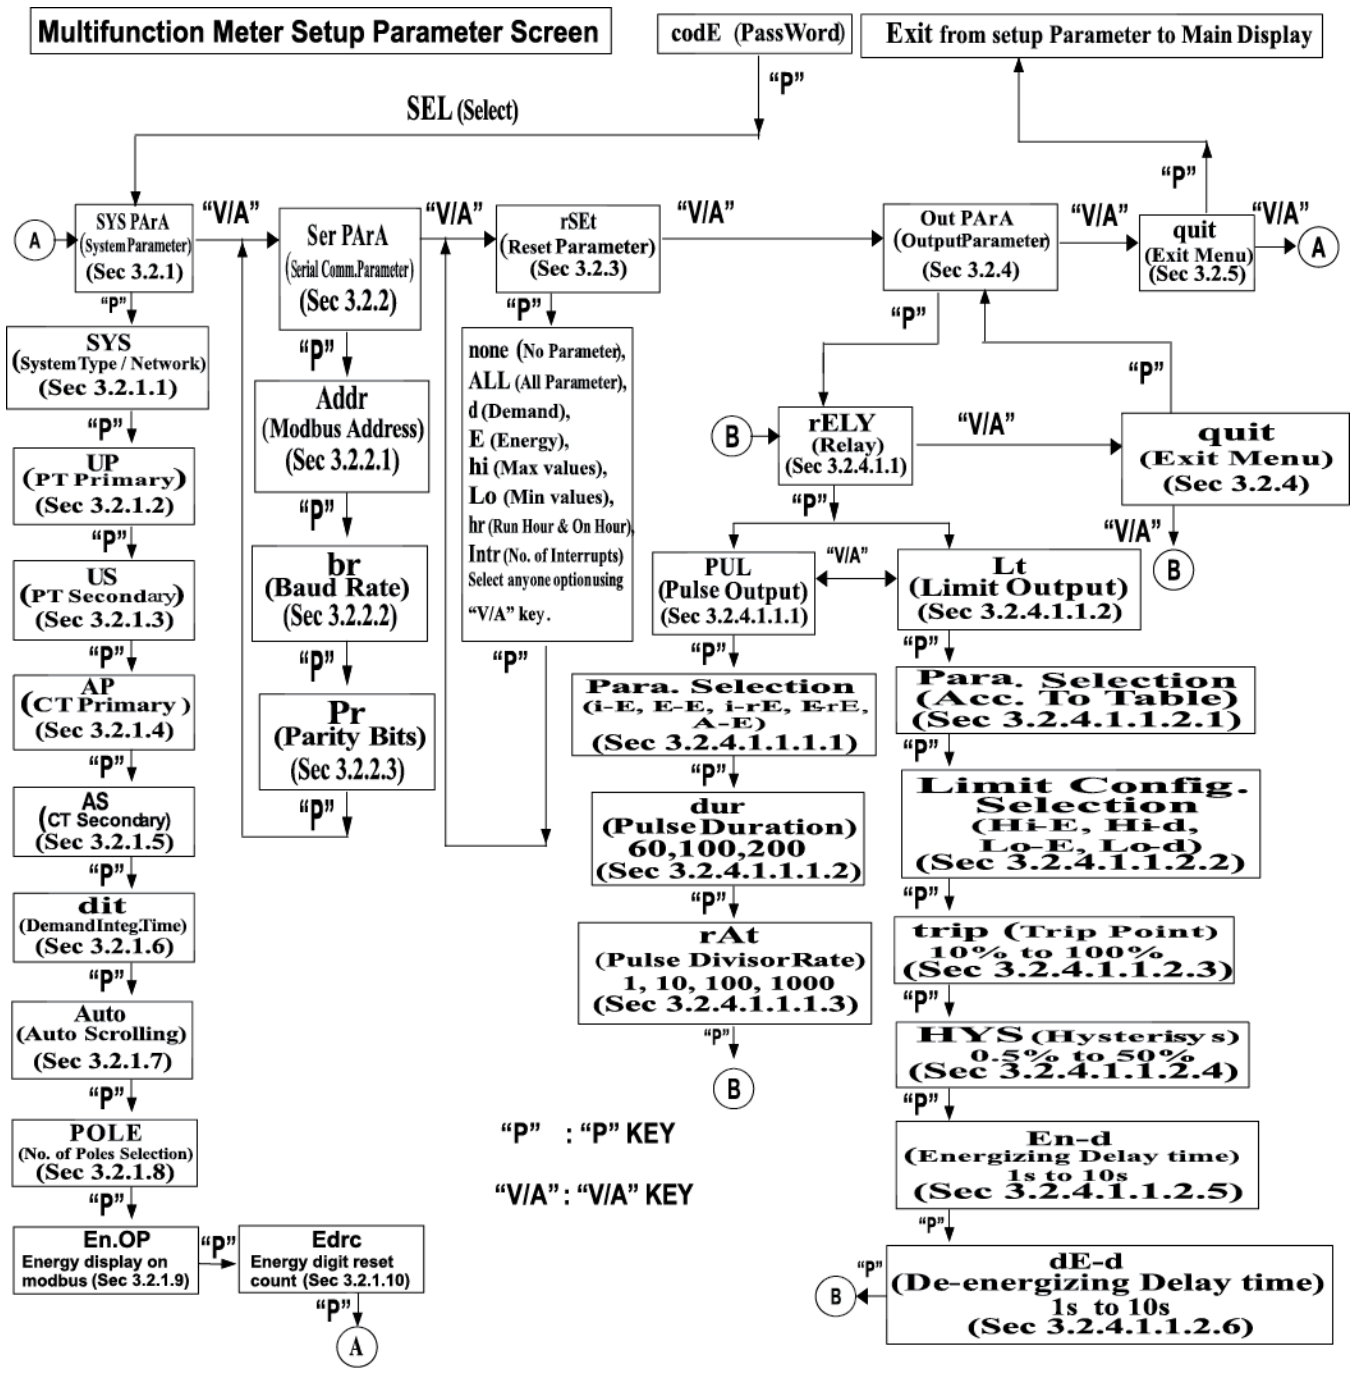 Multifunction Meter Setup Parameter Screen
codE (PassWord)
Exit from setup Parameter to Main Display
“P”
SEL (Select)
“P”
A
SYS PArA
(System Parameter)
(Sec 3.2.1)
“V/A”
Ser PArA
(Serial Comm.Parameter)
(Sec 3.2.2)
“V/A”
rSEt
(Reset Parameter)
(Sec 3.2.3)
“V/A”
Out PArA
(OutputParameter)
(Sec 3.2.4)
“V/A”
quit
(Exit Menu)
(Sec 3.2.5)
“V/A”
A
“P”
SYS
(System Type / Network)
(Sec 3.2.1.1)
“P”
UP
(PT Primary)
(Sec 3.2.1.2)
“P”
US
(PT Secondary)
(Sec 3.2.1.3)
“P”
AP
(CT Primary )
(Sec 3.2.1.4)
“P”
AS
(CT Secondary)
(Sec 3.2.1.5)
“P”
dit
(DemandInteg.Time)
(Sec 3.2.1.6)
“P”
Auto
(Auto Scrolling)
(Sec 3.2.1.7)
“P”
POLE
(No. of Poles Selection)
(Sec 3.2.1.8)
“P”
En.OP
Energy display on
modbus (Sec 3.2.1.9)
“P”
Edrc
Energy digit reset
count (Sec 3.2.1.10)
“P”
A
“P”
Addr
(Modbus Address)
(Sec 3.2.2.1)
“P”
br
(Baud Rate)
(Sec 3.2.2.2)
“P”
Pr
(Parity Bits)
(Sec 3.2.2.3)
“P”
“P”
none (No Parameter),
ALL (All Parameter),
d (Demand),
E (Energy),
hi (Max values),
Lo (Min values),
hr (Run Hour & On Hour),
Intr (No. of Interrupts)
Select anyone optionusing
“V/A” key.
“P”
“P”
“P”
B
rELY
(Relay)
(Sec 3.2.4.1.1)
“V/A”
quit
(Exit Menu)
(Sec 3.2.4)
“V/A”
B
“P”
PUL
(Pulse Output)
(Sec 3.2.4.1.1.1)
“V/A”
Lt
(Limit Output)
(Sec 3.2.4.1.1.2)
“P”
Para. Selection
(i-E, E-E, i-rE, E-rE,
A-E)
(Sec 3.2.4.1.1.1.1)
“P”
dur
(Pulse Duration)
60,100,200
(Sec 3.2.4.1.1.1.2)
“P”
rAt
(Pulse DivisorRate)
1, 10, 100, 1000
(Sec 3.2.4.1.1.1.3)
“P”
B
“P”
Para. Selection
(Acc. To Table)
(Sec 3.2.4.1.1.2.1)
“P”
Limit Config.
Selection
(Hi-E, Hi-d,
Lo-E, Lo-d)
(Sec 3.2.4.1.1.2.2)
“P”
trip (Trip Point)
10% to 100%
(Sec 3.2.4.1.1.2.3)
“P”
HYS (Hysterisys)
0.5% to 50%
(Sec 3.2.4.1.1.2.4)
“P”
En-d
(Energizing Delay time)
1s to 10s
(Sec 3.2.4.1.1.2.5)
“P”
dE-d
(De-energizing Delay time)
1s to 10s
(Sec 3.2.4.1.1.2.6)
“P”
B
“P” : “P” KEY
“V/A” : “V/A” KEY